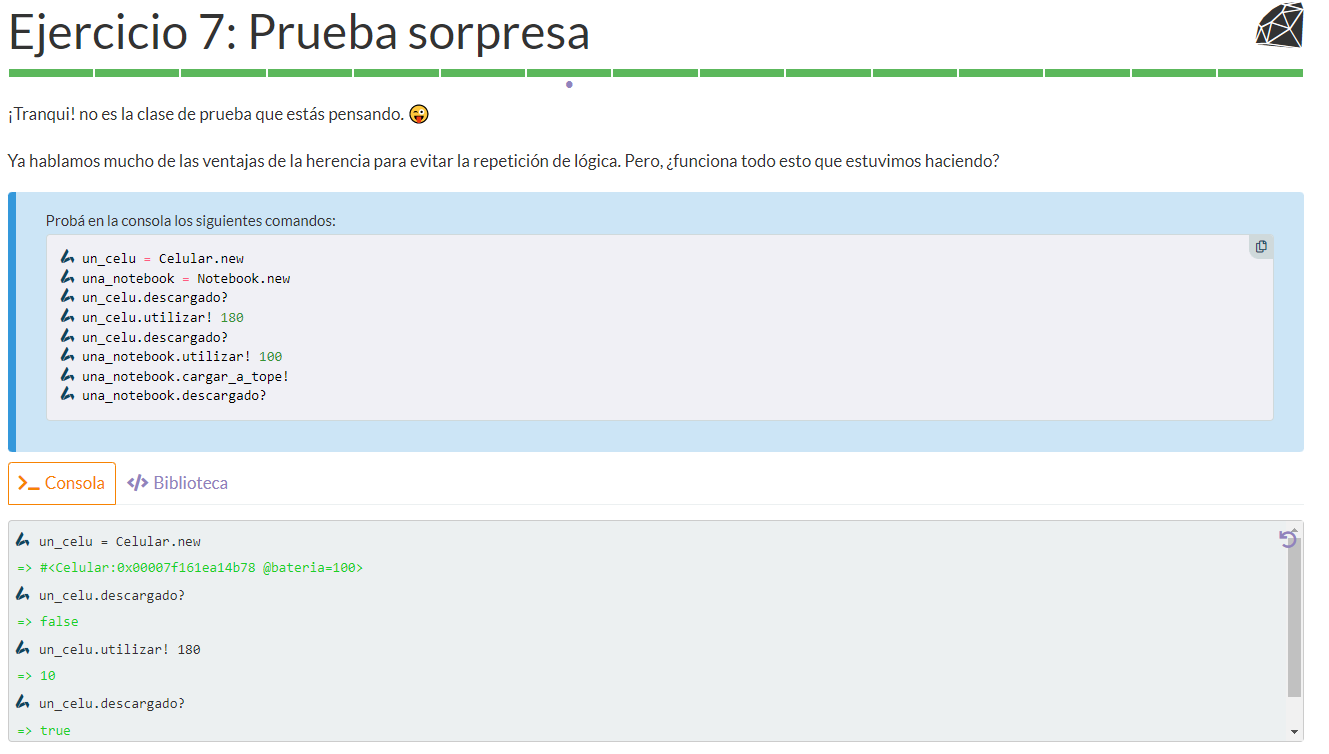 Ejercicio 7: Prueba sorpresa
¡Tranqui! no es la clase de prueba que estás pensando. 😜
Ya hablamos mucho de las ventajas de la herencia para evitar la repetición de lógica. Pero, ¿funciona todo esto que estuvimos haciendo?
Probá en la consola los siguientes comandos:
un_celu = Celular.new
una_notebook = Notebook.new
un_celu.descargado?
un_celu.utilizar! 180
un_celu.descargado?
una_notebook.utilizar! 100
una_notebook.cargar_a_tope!
una_notebook.descargado?
>_ Consola </> Biblioteca
un_celu = Celular.new
=> #<Celular:0x00007f161ea14b78 @bateria=100>
un_celu.descargado?
=> false
un_celu.utilizar! 180
=> 10
un_celu.descargado?
=> true